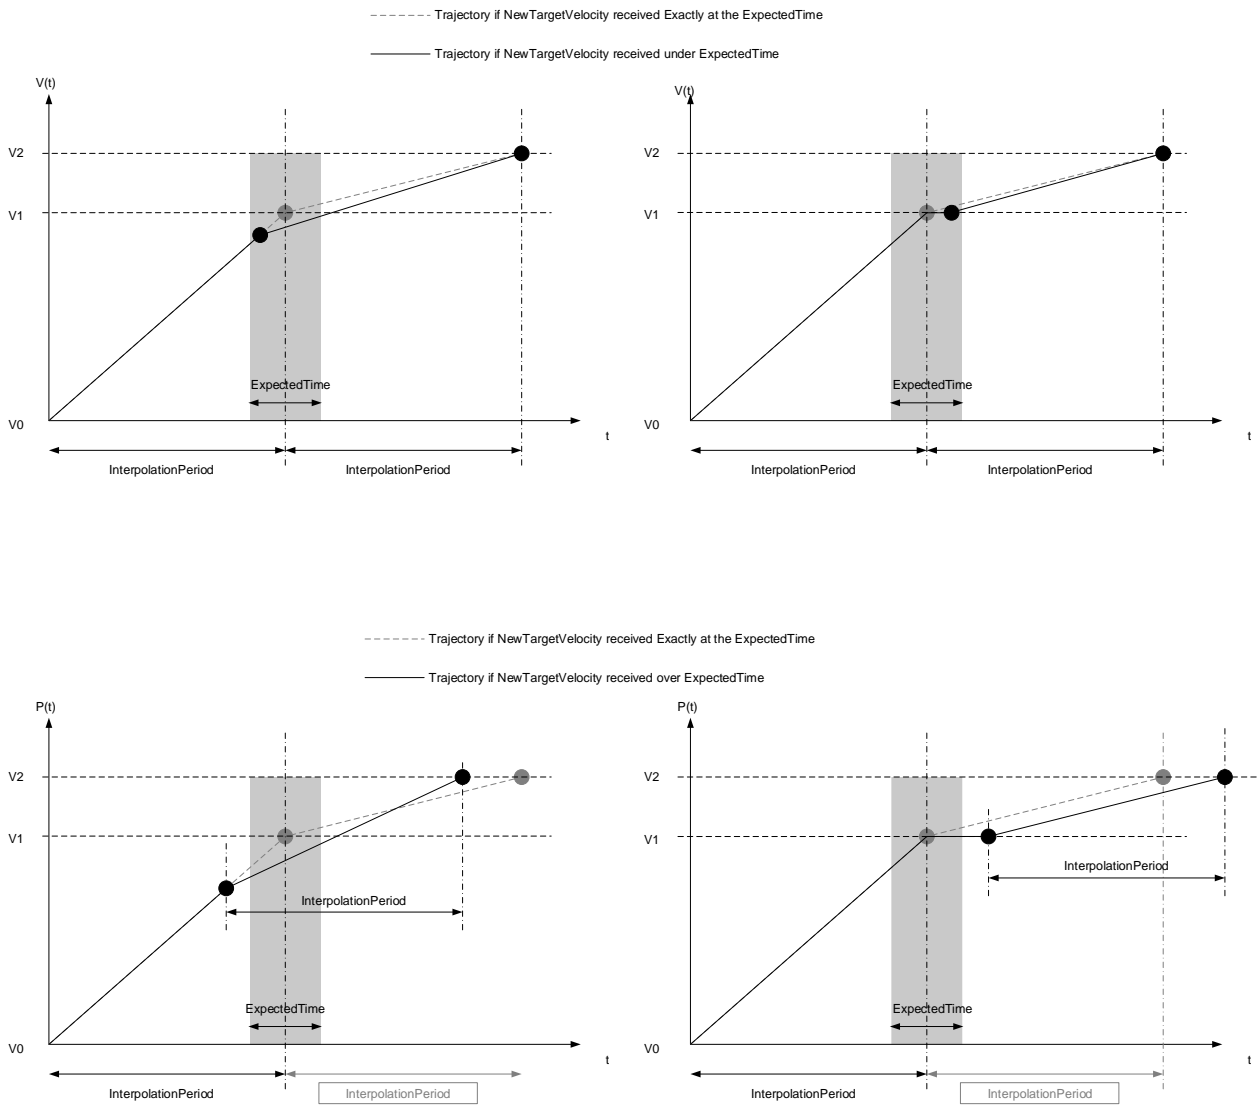 Trajectory if NewTargetVelocity received Exactly at the ExpectedTime
Trajectory if NewTargetVelocity received under ExpectedTime
V(t)
V2
V1
ExpectedTime
V0
t
InterpolationPeriod
InterpolationPeriod
V(t)
V2
V1
ExpectedTime
V0
t
InterpolationPeriod
InterpolationPeriod
Trajectory if NewTargetVelocity received Exactly at the ExpectedTime
Trajectory if NewTargetVelocity received over ExpectedTime
P(t)
V2
V1
InterpolationPeriod
ExpectedTime
V0
t
InterpolationPeriod
InterpolationPeriod
P(t)
V2
V1
InterpolationPeriod
ExpectedTime
V0
t
InterpolationPeriod
InterpolationPeriod